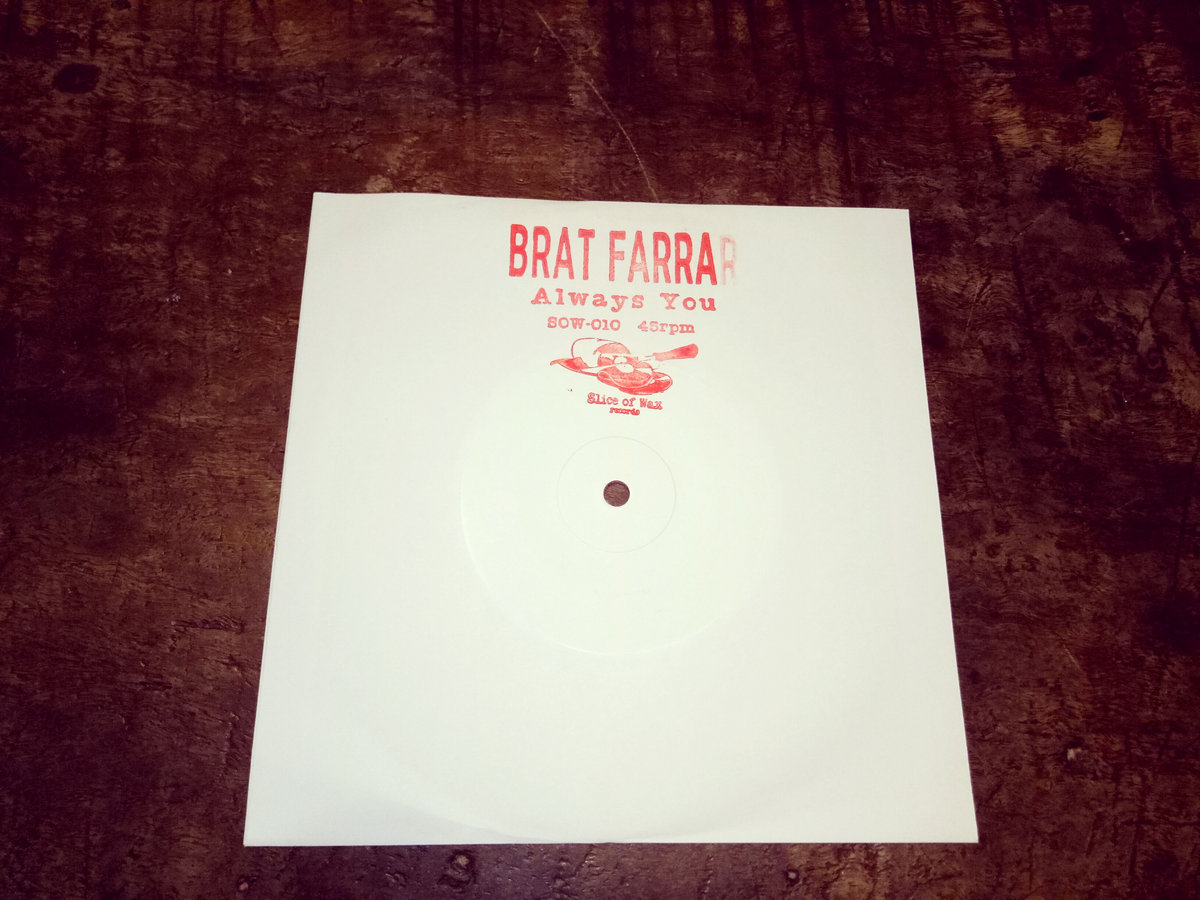 BRAT FARRAR
Always You
SOW-010 45rpm
Slice of Wax
records